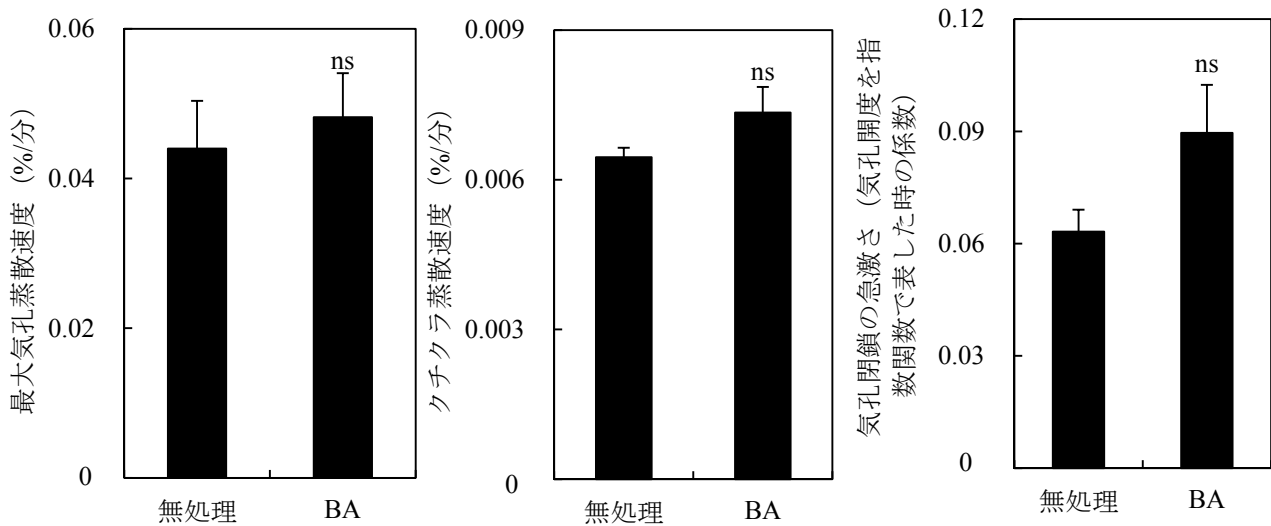 最大気孔蒸散速度（%/分）
0.06
0.04
0.02
0
ns
無処理
BA
クチクラ蒸散速度（%/分）
0.009
0.006
0.003
0
ns
無処理
BA
気孔閉鎖の急激さ（気孔開度を指
数関数で表した時の係数）
0.12
0.09
0.06
0.03
0
ns
無処理
BA